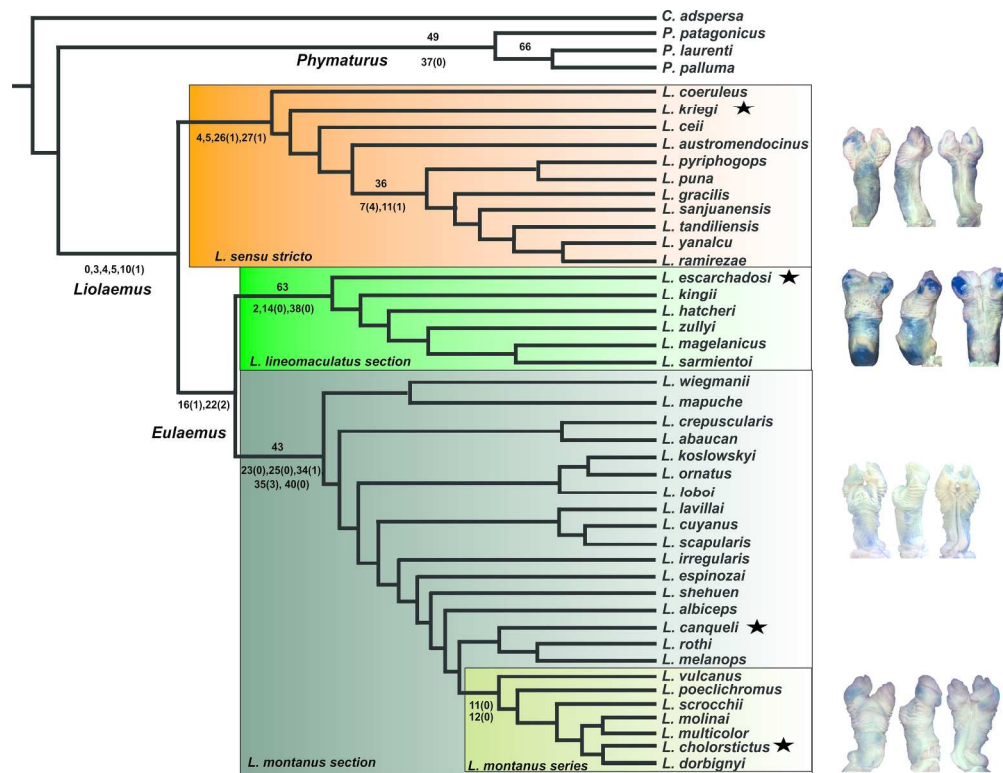 C. adspersa
P. patagonicus
49
66
P. laurenti
Phymaturus
37(0)
P. palluma
L. coeruleus
L. kriegi
4,5,26(1),27(1)
L. ceii
L. austromendocinus
L. pyriphogops
36
L. puna
7(4),11(1)
L. gracilis
L. sanjuanensis
L. tandiliensis
L. yanalcu
L. sensu stricto
L. ramirezae
0,3,4,5,10(1)
Liolaemus
L. escarchadosi
63
L. kingii
2,14(0),38(0)
L. hatcheri
L. zullyi
L. magelanicus
L. lineomaculatus section
L. sarmientoi
L. wiegmanii
16(1),22(2)
L. mapuche
Eulaemus
L. crepuscularis
43
L. abaucan
23(0),25(0),34(1)
35(3), 40(0)
L. koslowskyi
L. ornatus
L. loboi
L. lavillai
L. cuyanus
L. scapularis
L. irregularis
L. espinozai
L. shehuen
L. albiceps
L. canqueli
L. rothi
L. melanops
L. vulcanus
L. poeclichromus
11(0)
12(0)
L. scrocchii
L. molinai
L. multicolor
L. cholorstictus
L. dorbignyi
L. montanus section
L. montanus series